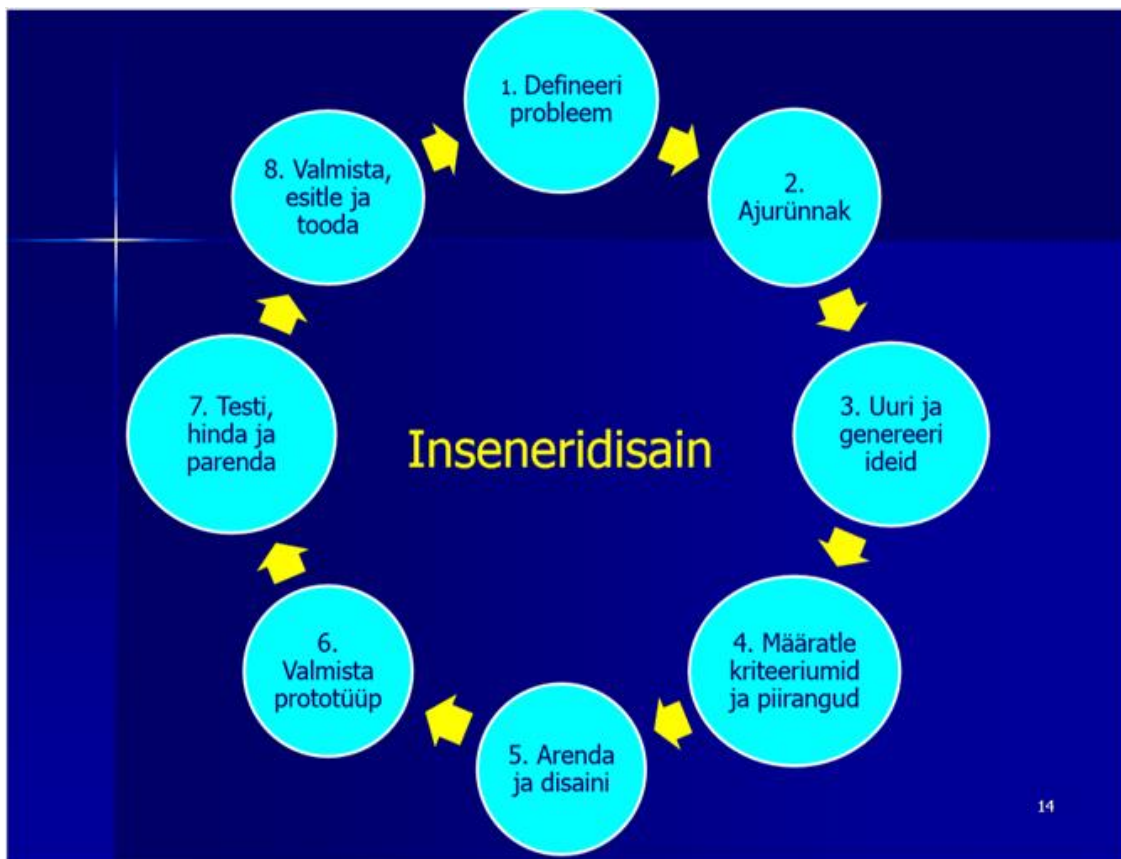 1. Defineeri
probleem
2.
Ajurünnak
3. Uuri ja
genereeri
ideid
4. Määratle
kriteeriumid
ja piirangud
5. Arenda
ja disaini
6.
Valmista
prototüüp
7. Testi,
hinda ja
parenda
8. Valmista,
esitle ja
tooda
Inseneridisain
14